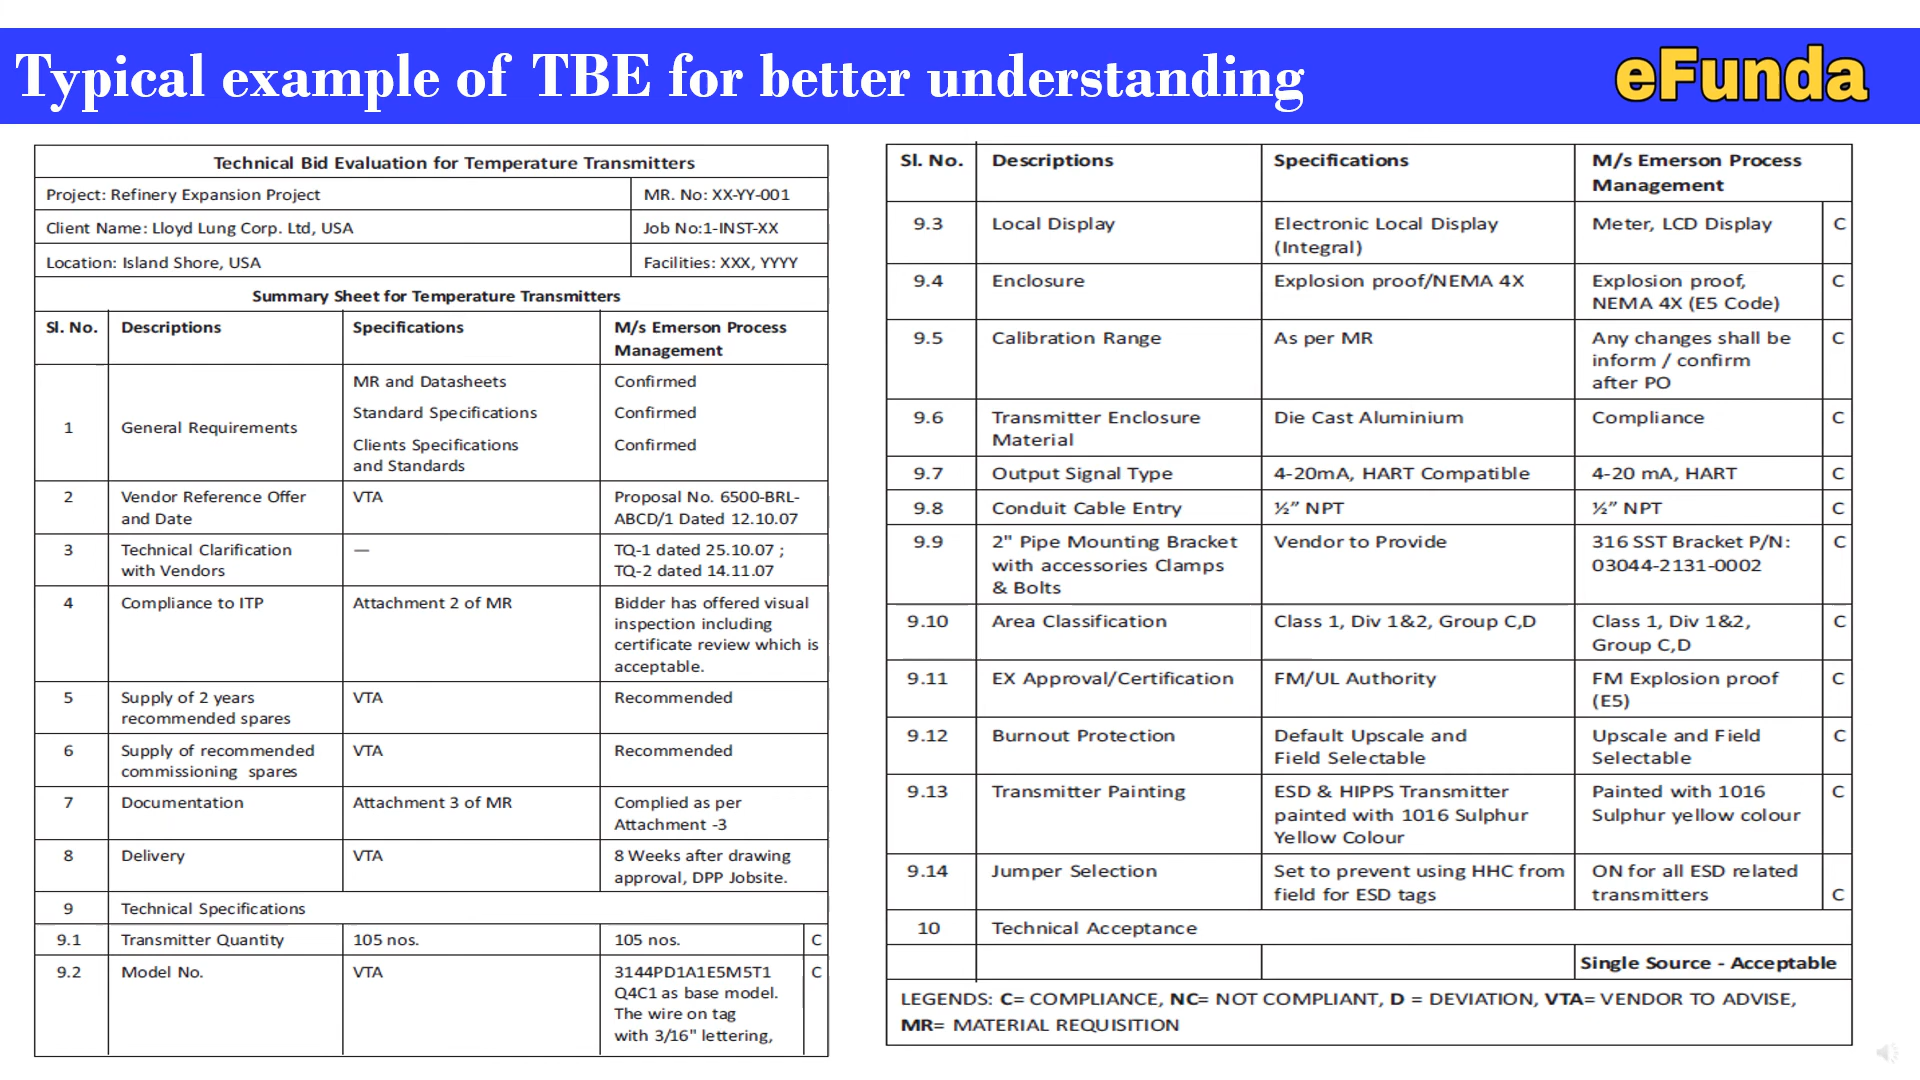 Typical example of TBE for better understanding
eFunda
Technical Bid Evaluation for Temperature Transmitters
Project: Refinery Expansion Project
MR. No: XX-YY-001
Client Name: Lloyd Lung Corp. Ltd, USA
Job No:1-INST-XX
Location: Island Shore, USA
Facilities: XXX, YYYY
Summary Sheet for Temperature Transmitters
Sl. No.
Descriptions
Specifications
M/s Emerson Process
Management
1
General Requirements
MR and Datasheets
Confirmed
Standard Specifications
Confirmed
Clients Specifications
and Standards
Confirmed
2
Vendor Reference Offer
and Date
VTA
Proposal No. 6500-BRL-
ABCD/1 Dated 12.10.07
3
Technical Clarification
with Vendors
—
TQ-1 dated 25.10.07 ;
TQ-2 dated 14.11.07
4
Compliance to ITP
Attachment 2 of MR
Bidder has offered visual
inspection including
certificate review which is
acceptable.
5
Supply of 2 years
recommended spares
VTA
Recommended
6
Supply of recommended
commissioning spares
VTA
Recommended
7
Documentation
Attachment 3 of MR
Complied as per
Attachment -3
8
Delivery
VTA
8 Weeks after drawing
approval, DPP Jobsite.
9
Technical Specifications
9.1
Transmitter Quantity
105 nos.
105 nos.
C
9.2
Model No.
VTA
3144PD1A1E5M5T1
Q4C1 as base model.
The wire on tag
with 3/16" lettering,
C
Sl. No.
Descriptions
Specifications
M/s Emerson Process
Management
9.3
Local Display
Electronic Local Display
(Integral)
Meter, LCD Display
C
9.4
Enclosure
Explosion proof/NEMA 4X
Explosion proof,
NEMA 4X (E5 Code)
C
9.5
Calibration Range
As per MR
Any changes shall be
inform / confirm
after PO
C
9.6
Transmitter Enclosure
Material
Die Cast Aluminium
Compliance
C
9.7
Output Signal Type
4-20mA, HART Compatible
4-20 mA, HART
C
9.8
Conduit Cable Entry
½” NPT
½” NPT
C
9.9
2" Pipe Mounting Bracket
with accessories Clamps
& Bolts
Vendor to Provide
316 SST Bracket P/N:
03044-2131-0002
C
9.10
Area Classification
Class 1, Div 1&2, Group C,D
Class 1, Div 1&2,
Group C,D
C
9.11
EX Approval/Certification
FM/UL Authority
FM Explosion proof
(E5)
C
9.12
Burnout Protection
Default Upscale and
Field Selectable
Upscale and Field
Selectable
C
9.13
Transmitter Painting
ESD & HIPPS Transmitter
painted with 1016 Sulphur
Yellow Colour
Painted with 1016
Sulphur yellow colour
C
9.14
Jumper Selection
Set to prevent using HHC from
field for ESD tags
ON for all ESD related
transmitters
C
10
Technical Acceptance
Single Source - Acceptable
LEGENDS: C= COMPLIANCE, NC= NOT COMPLIANT, D = DEVIATION, VTA= VENDOR TO ADVISE,
MR= MATERIAL REQUISITION